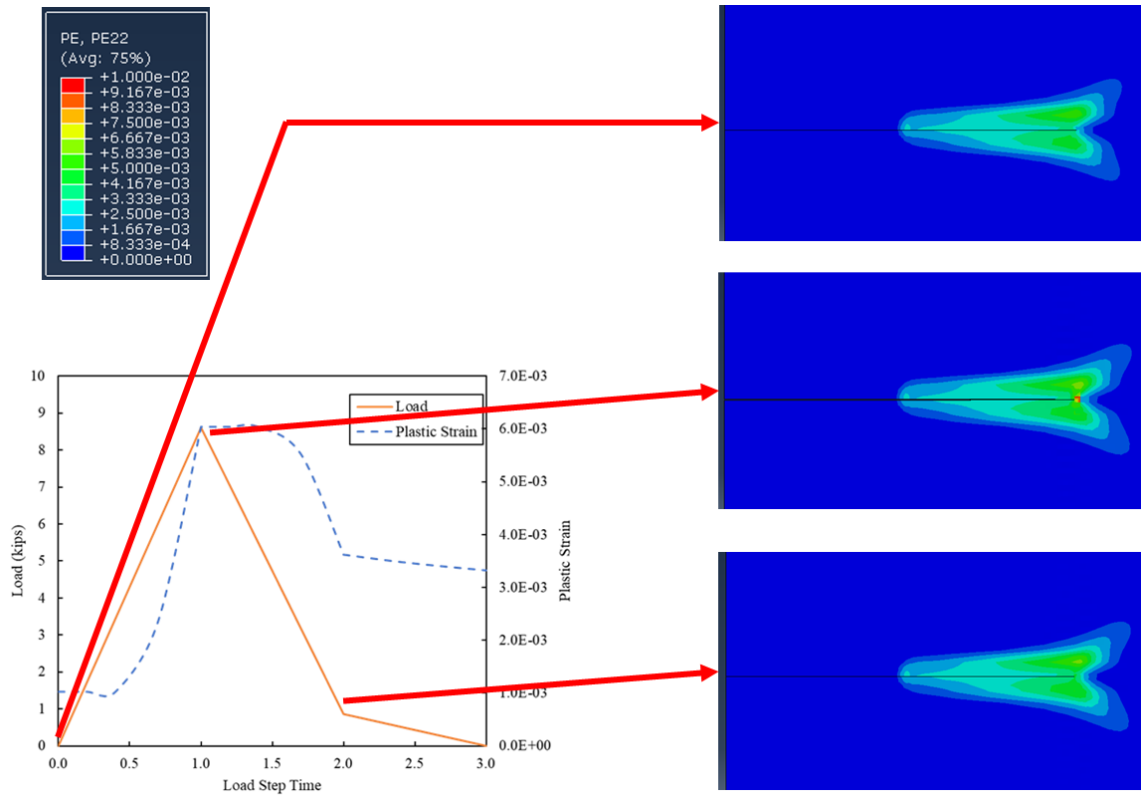 PE, PE22
(Avg: 75%)
+1.000e-02
+9.167e-03
+8.333e-03
+7.500e-03
+6.667e-03
+5.833e-03
+5.000e-03
+4.167e-03
+3.333e-03
+2.500e-03
+1.667e-03
+8.333e-04
+0.000e+00
10
9
8
7
6
5
4
3
2
1
0
Load (kips)
Load
Plastic Strain
7.0E-03
6.0E-03
5.0E-03
4.0E-03
3.0E-03
2.0E-03
1.0E-03
0.0E+00
Plastic Strain
0.0 0.5 1.0 1.5 2.0 2.5 3.0
Load Step Time